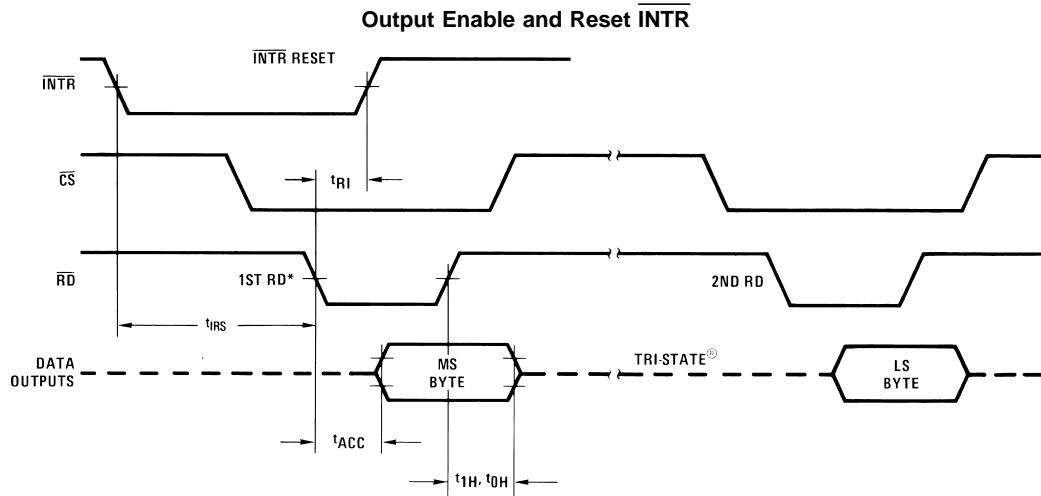 Output Enable and Reset INTR
INTR RESET
INTR
CS
tRI
RD
1ST RD*
2ND RD
tIRS
DATA
OUTPUTS
MS
BYTE
TRI-STATE®
LS
BYTE
tACC
t1H, t0H